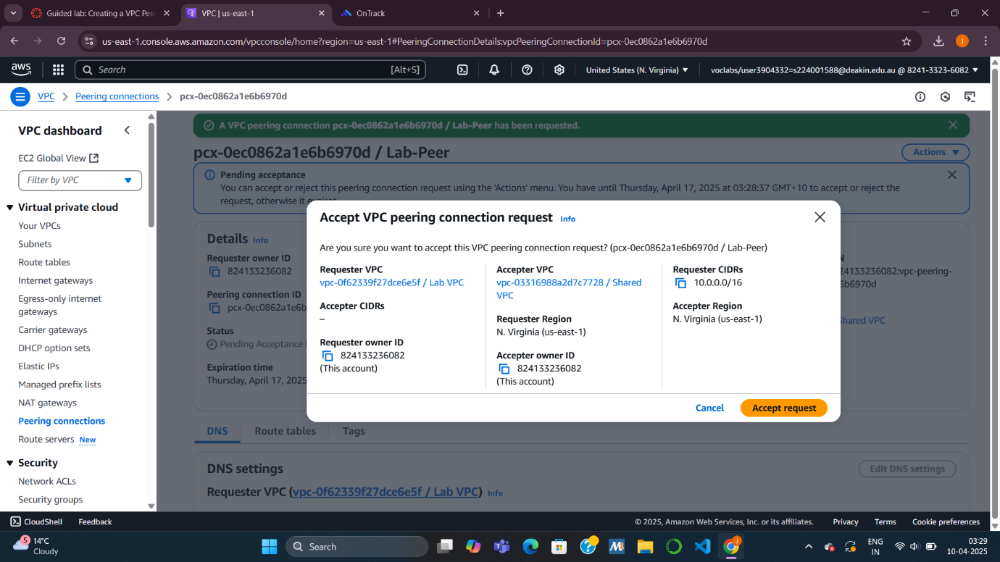 Guided lab: Creating a VPC Pee
VPC | us-east-1
OnTrack
us-east-1.console.aws.amazon.com/vpcconsole/home?region=us-east-1#PeeringConnectionDetails:vpcPeeringConnectionId=pcx-0ec0862a1e6b6970d
j
aws
Search
[Alt+S]
United States (N. Virginia)
voclabs/user3904332=s224001588@deakin.edu.au @ 8241-3323-6082
VPC
Peering connections
pcx-0ec0862a1e6b6970d
VPC dashboard
EC2 Global View
Filter by VPC
Virtual private cloud
Your VPCs
Subnets
Route tables
Internet gateways
Egress-only internet
gateways
Carrier gateways
DHCP option sets
Elastic IPs
Managed prefix lists
NAT gateways
Peering connections
Route servers New
Security
Network ACLs
Security groups
A VPC peering connection pcx-0ec0862a1e6b6970d / Lab-Peer has been requested.
pcx-0ec0862a1e6b6970d / Lab-Peer
Actions
Pending acceptance
You can accept or reject this peering connection request using the 'Actions' menu. You have until Thursday, April 17, 2025 at 03:28:37 GMT+10 to accept or reject the
request, otherwise it expires.
Details Info
Requester owner ID
824133236082
Peering connection ID
pcx-0ec0862a1e6b
Status
Pending Acceptance
Expiration time
Thursday, April 17, 2025
N
24133236082:vpc-peering-
6b6970d
Shared VPC
Accept VPC peering connection request Info
Are you sure you want to accept this VPC peering connection request? (pcx-0ec0862a1e6b6970d / Lab-Peer)
Requester VPC
vpc-0f62339f27dce6e5f / Lab VPC
Accepter CIDRs
–
Requester owner ID
824133236082
(This account)
Accepter VPC
vpc-03316988a2d7c7728 / Shared
VPC
Requester Region
N. Virginia (us-east-1)
Accepter owner ID
824133236082
(This account)
Requester CIDRs
10.0.0.0/16
Accepter Region
N. Virginia (us-east-1)
Cancel
Accept request
DNS
Route tables
Tags
DNS settings
Edit DNS settings
Requester VPC (vpc-0f62339f27dce6e5f / Lab VPC) Info
CloudShell
Feedback
© 2025, Amazon Web Services, Inc. or its affiliates.
Privacy
Terms
Cookie preferences
5
14°C
Cloudy
Search
ENG
IN
03:29
10-04-2025